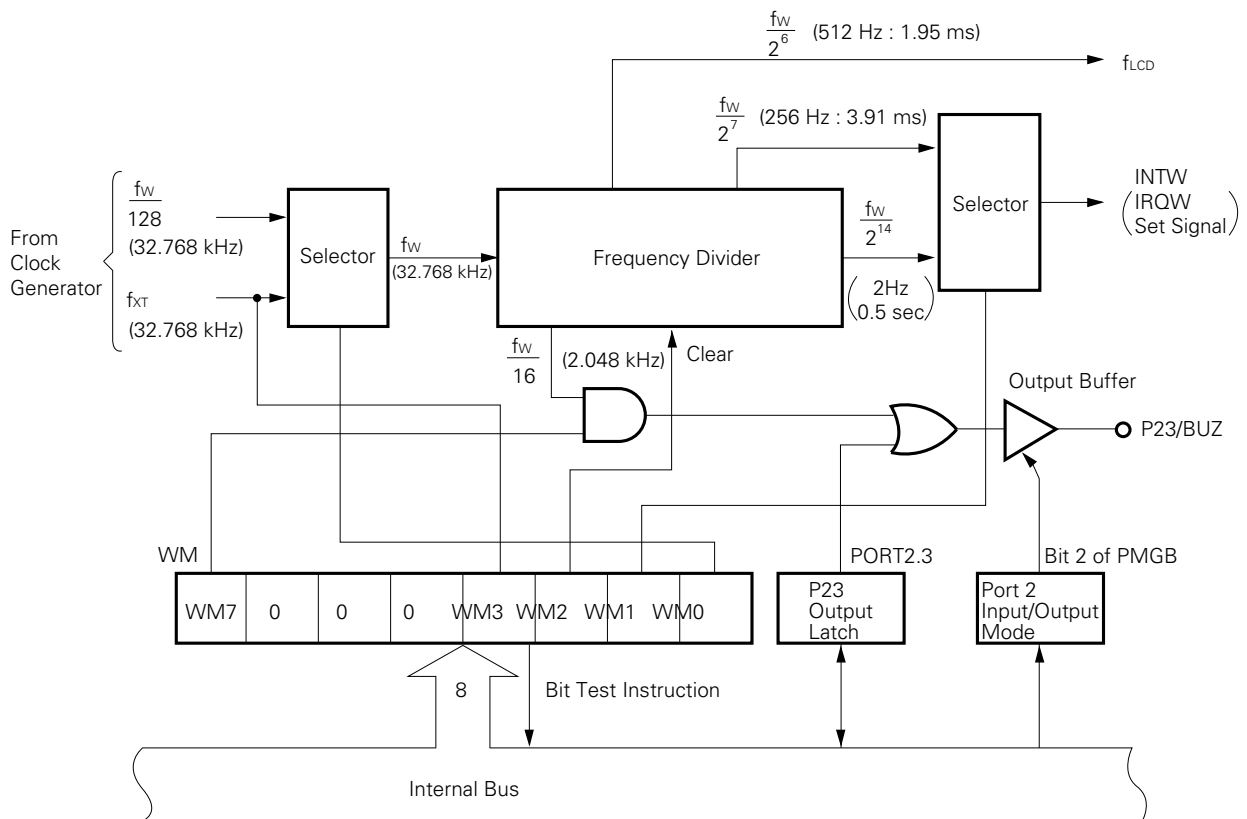 fW
2^6 (512 Hz : 1.95 ms)
fLCD
fW
2^7 (256 Hz : 3.91 ms)
fW
128
(32.768 kHz)
From
Clock
Generator
fXT
(32.768 kHz)
Selector
fW
(32.768 kHz)
Frequency Divider
fW
2^14
(2Hz
0.5 sec)
Selector
INTW
(IRQW
Set Signal)
fW
16
(2.048 kHz)
Clear
Output Buffer
P23/BUZ
WM
PORT2.3
Bit 2 of PMGB
WM7 0 0 0 WM3 WM2 WM1 WM0
P23
Output
Latch
Port 2
Input/Output
Mode
8
Bit Test Instruction
Internal Bus